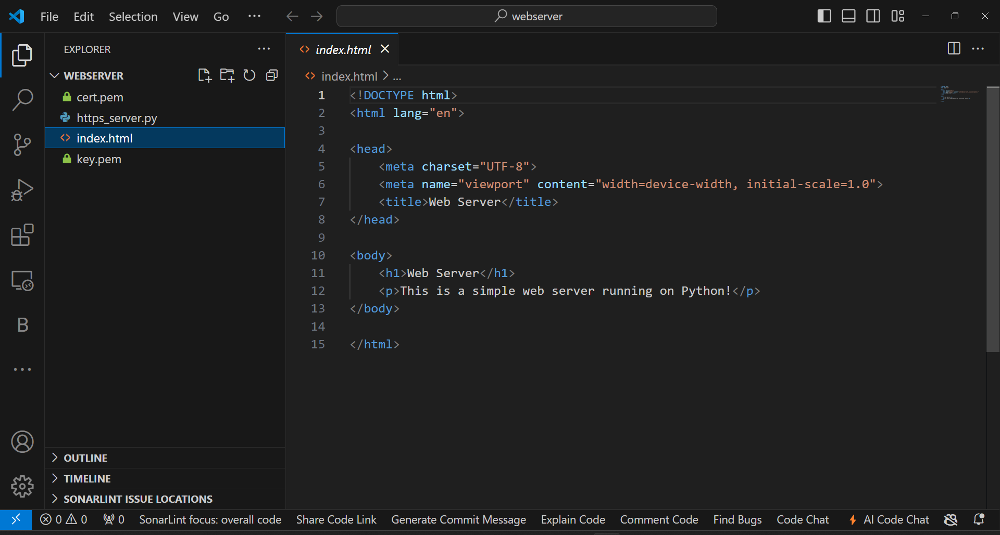 File Edit Selection View Go ···
webserver
EXPLORER
WEBSERVER
cert.pem
https_server.py
index.html
key.pem
OUTLINE
TIMELINE
SONARLINT ISSUE LOCATIONS
B
index.html
index.html > ...
1 <!DOCTYPE html>
2 <html lang="en">
3
4 <head>
5     <meta charset="UTF-8">
6     <meta name="viewport" content="width=device-width, initial-scale=1.0">
7     <title>Web Server</title>
8 </head>
9
10 <body>
11     <h1>Web Server</h1>
12     <p>This is a simple web server running on Python!</p>
13 </body>
14
15 </html>
0 0 0 SonarLint focus: overall code Share Code Link Generate Commit Message Explain Code Comment Code Find Bugs Code Chat AI Code Chat